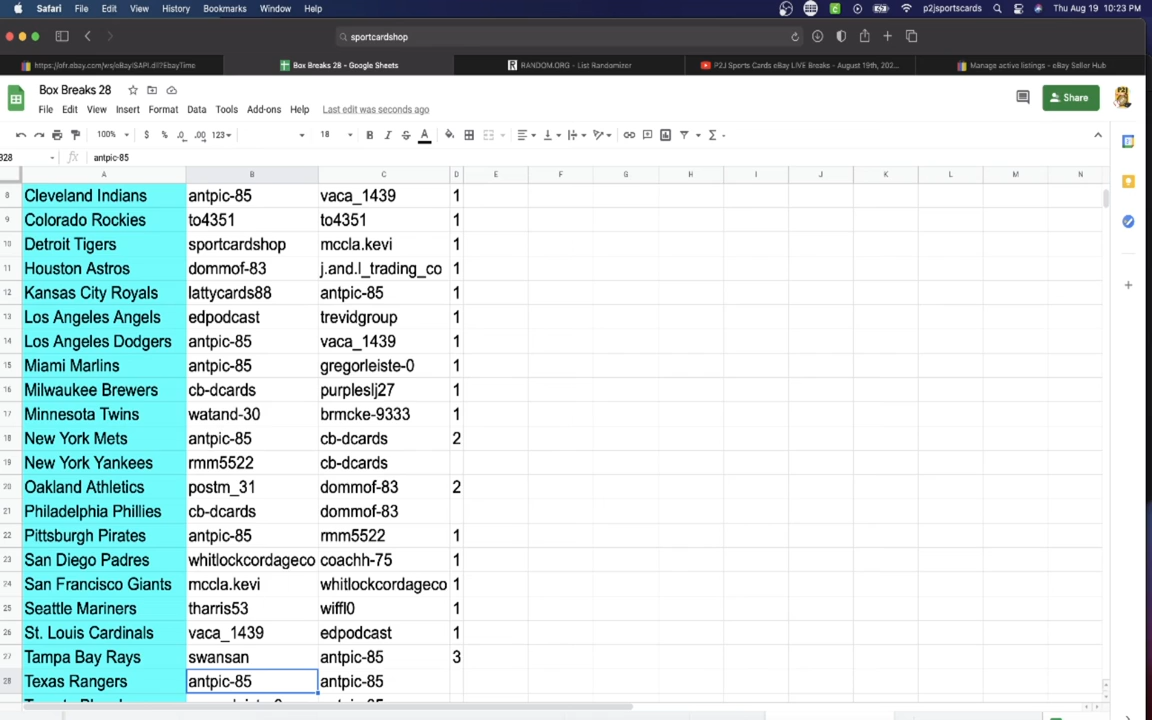 Safari File Edit View History Bookmarks Window Help p2jsportscards Thu Aug 19 10:23 PM
sportcardshop
https://ofr.ebay.com/ws/eBayISAPI.dll?EbayTime Box Breaks 28 - Google Sheets RANDOM.ORG - List Randomizer P2J Sports Cards eBay LIVE Breaks - August 19th, 202... Manage active listings - eBay Seller Hub
Box Breaks 28
File Edit View Insert Format Data Tools Add-ons Help Last edit was seconds ago Share
100% $ % .0 .00 123 18 B I S A
328 fx antpic-85
A B C D E F G H I J K L M N
8 Cleveland Indians antpic-85 vaca_1439 1
9 Colorado Rockies to4351 to4351 1
10 Detroit Tigers sportcardshop mccla.kevi 1
11 Houston Astros dommof-83 j.and.l_trading_co 1
12 Kansas City Royals lattycards88 antpic-85 1
13 Los Angeles Angels edpodcast trevidgroup 1
14 Los Angeles Dodgers antpic-85 vaca_1439 1
15 Miami Marlins antpic-85 gregorleiste-0 1
16 Milwaukee Brewers cb-dcards purpleslj27 1
17 Minnesota Twins watand-30 brmcke-9333 1
18 New York Mets antpic-85 cb-dcards 2
19 New York Yankees rmm5522 cb-dcards
20 Oakland Athletics postm_31 dommof-83 2
21 Philadelphia Phillies cb-dcards dommof-83
22 Pittsburgh Pirates antpic-85 rmm5522 1
23 San Diego Padres whitlockcordageco coachh-75 1
24 San Francisco Giants mccla.kevi whitlockcordageco 1
25 Seattle Mariners tharris53 wiffl0 1
26 St. Louis Cardinals vaca_1439 edpodcast 1
27 Tampa Bay Rays swansan antpic-85 3
28 Texas Rangers antpic-85 antpic-85